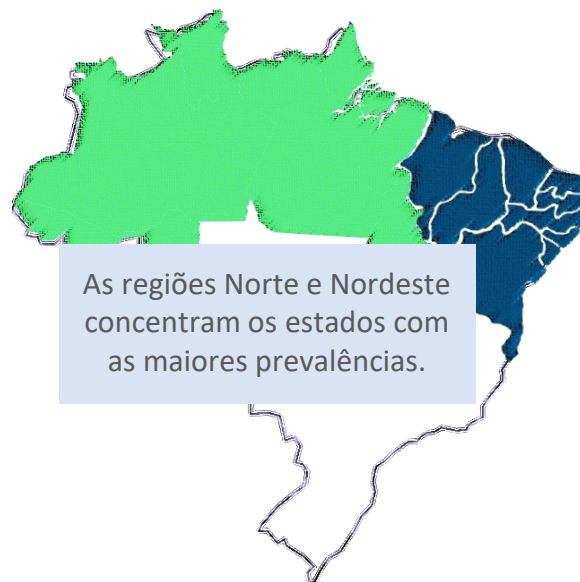 As regiões Norte e Nordeste
concentram os estados com
as maiores prevalências.